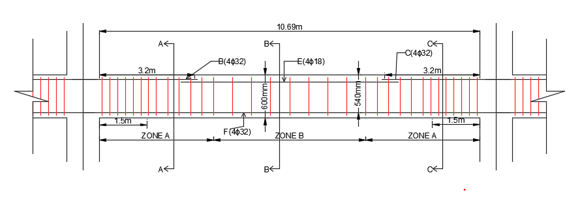 10.69m
A B C
3.2m B(4ϕ32) E(4ϕ18) C(4ϕ32) 3.2m
600mm 540mm
1.5m F(4ϕ32) 1.5m
ZONE A ZONE B ZONE A
A B C